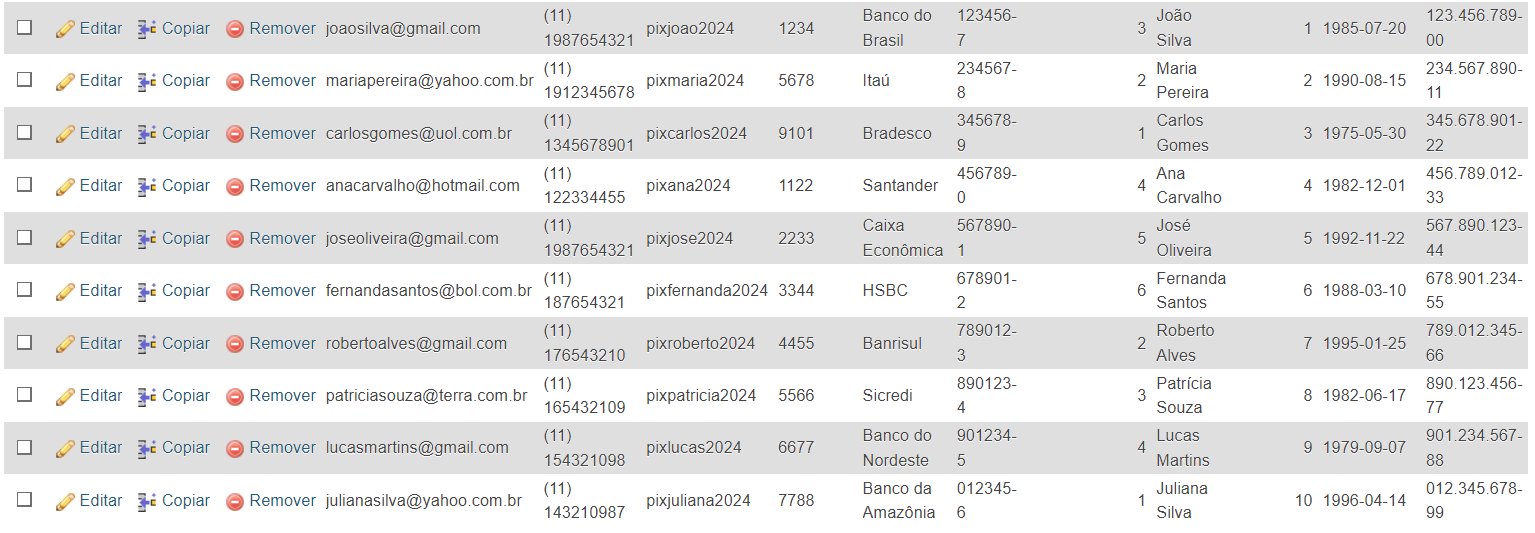 Editar Copiar Remover joaosilva@gmail.com (11) 1987654321 pixjoao2024 1234 Banco do Brasil 123456-7 3 João Silva 1 1985-07-20 123.456.789-00
Editar Copiar Remover mariapereira@yahoo.com.br (11) 1912345678 pixmaria2024 5678 Itaú 234567-8 2 Maria Pereira 2 1990-08-15 234.567.890-11
Editar Copiar Remover carlosgomes@uol.com.br (11) 1345678901 pixcarlos2024 9101 Bradesco 345678-9 1 Carlos Gomes 3 1975-05-30 345.678.901-22
Editar Copiar Remover anacarvalho@hotmail.com (11) 122334455 pixana2024 1122 Santander 456789-0 4 Ana Carvalho 4 1982-12-01 456.789.012-33
Editar Copiar Remover joseoliveira@gmail.com (11) 1987654321 pixjose2024 2233 Caixa Econômica 567890-1 5 José Oliveira 5 1992-11-22 567.890.123-44
Editar Copiar Remover fernandasantos@bol.com.br (11) 187654321 pixfernanda2024 3344 HSBC 678901-2 6 Fernanda Santos 6 1988-03-10 678.901.234-55
Editar Copiar Remover robertoalves@gmail.com (11) 176543210 pixroberto2024 4455 Banrisul 789012-3 2 Roberto Alves 7 1995-01-25 789.012.345-66
Editar Copiar Remover patriciasouza@terra.com.br (11) 165432109 pixpatricia2024 5566 Sicredi 890123-4 3 Patrícia Souza 8 1982-06-17 890.123.456-77
Editar Copiar Remover lucasmartins@gmail.com (11) 154321098 pixlucas2024 6677 Banco do Nordeste 901234-5 4 Lucas Martins 9 1979-09-07 901.234.567-88
Editar Copiar Remover julianasilva@yahoo.com.br (11) 143210987 pixjuliana2024 7788 Banco da Amazônia 012345-6 1 Juliana Silva 10 1996-04-14 012.345.678-99